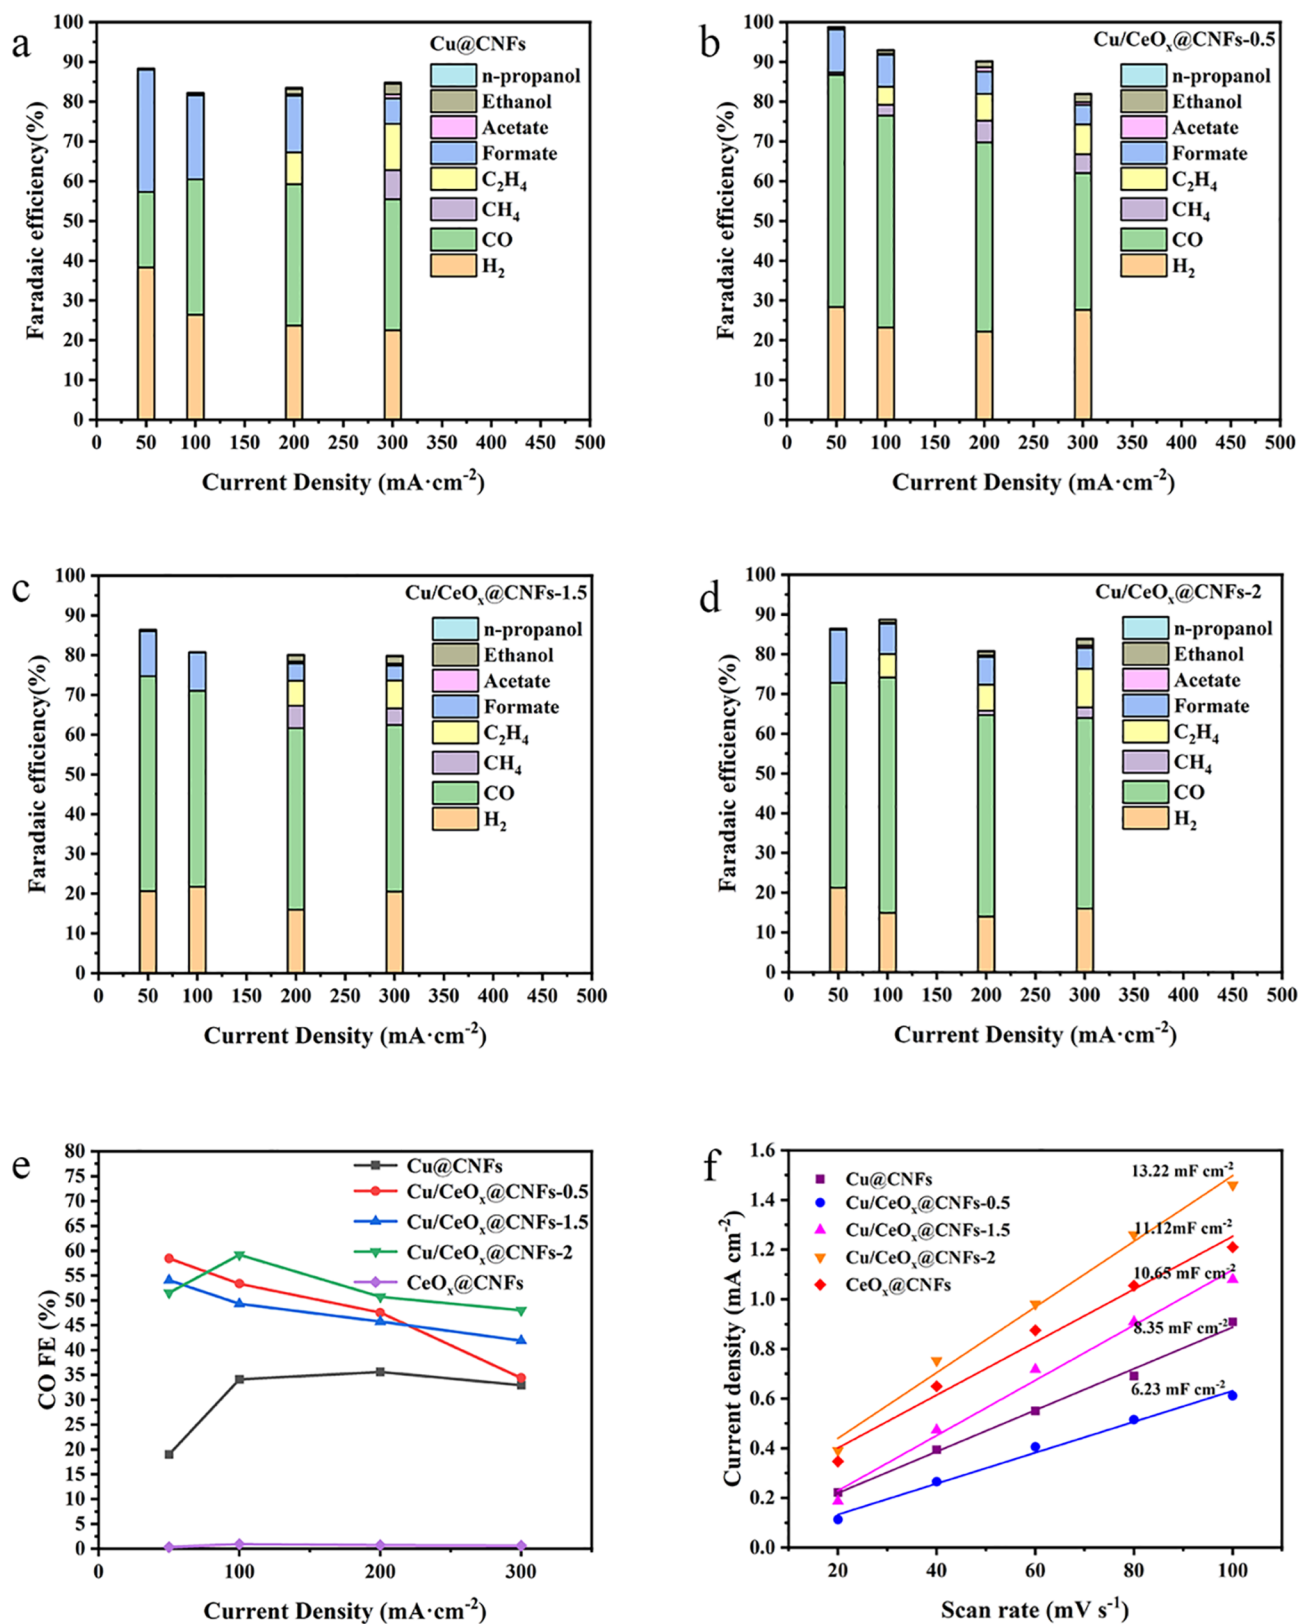 a
Cu@CNFs
n-propanol
Ethanol
Acetate
Formate
C₂H₄
CH₄
CO
H₂
Faradaic efficiency(%)
100
90
80
70
60
50
40
30
20
10
0
0 50 100 150 200 250 300 350 400 450 500
Current Density (mA·cm⁻²)
b
Cu/CeOₓ@CNFs-0.5
n-propanol
Ethanol
Acetate
Formate
C₂H₄
CH₄
CO
H₂
Faradaic efficiency(%)
100
90
80
70
60
50
40
30
20
10
0
0 50 100 150 200 250 300 350 400 450 500
Current Density (mA·cm⁻²)
c
Cu/CeOₓ@CNFs-1.5
n-propanol
Ethanol
Acetate
Formate
C₂H₄
CH₄
CO
H₂
Faradaic efficiency(%)
100
90
80
70
60
50
40
30
20
10
0
0 50 100 150 200 250 300 350 400 450 500
Current Density (mA·cm⁻²)
d
Cu/CeOₓ@CNFs-2
n-propanol
Ethanol
Acetate
Formate
C₂H₄
CH₄
CO
H₂
Faradaic efficiency(%)
100
90
80
70
60
50
40
30
20
10
0
0 50 100 150 200 250 300 350 400 450 500
Current Density (mA·cm⁻²)
e
Cu@CNFs
Cu/CeOₓ@CNFs-0.5
Cu/CeOₓ@CNFs-1.5
Cu/CeOₓ@CNFs-2
CeOₓ@CNFs
CO FE (%)
80
75
70
65
60
55
50
45
40
35
30
25
20
15
10
5
0
0 100 200 300
Current Density (mA·cm⁻²)
f
Cu@CNFs
Cu/CeOₓ@CNFs-0.5
Cu/CeOₓ@CNFs-1.5
Cu/CeOₓ@CNFs-2
CeOₓ@CNFs
13.22 mF cm⁻²
11.12mF cm⁻²
10.65 mF cm⁻²
8.35 mF cm⁻²
6.23 mF cm⁻²
Current density (mA cm⁻²)
1.6
1.4
1.2
1.0
0.8
0.6
0.4
0.2
0.0
20 40 60 80 100
Scan rate (mV s⁻¹)